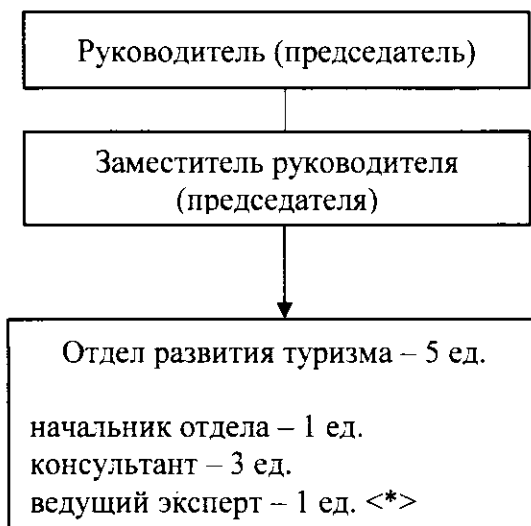 Руководитель (председатель)
Заместитель руководителя
(председателя)
Отдел развития туризма – 5 ед.
начальник отдела – 1 ед.
консультант – 3 ед.
ведущий эксперт – 1 ед. <*>